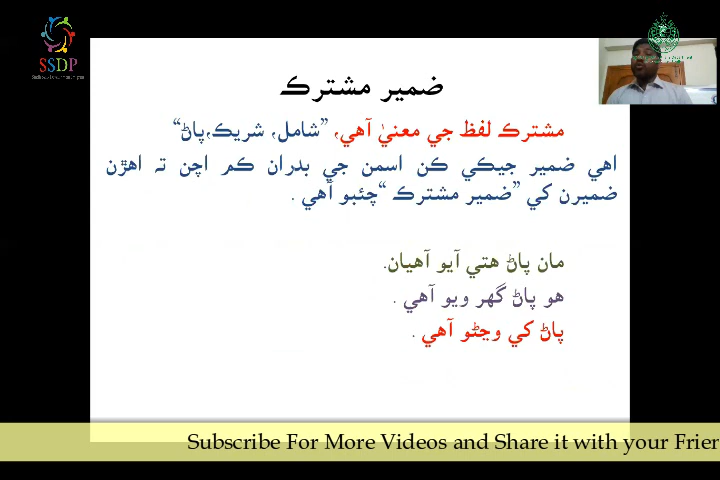 SSDP
ضمير مشترڪ
مشترڪ لفظ جي معنيٰ آهي، ”شامل، شريڪ،پاڻ“
اهي ضمير جيڪي ڪن اسمن جي بدران ڪم اچن ته اهڙن
ضميرن کي ”ضمير مشترڪ “چئبو آهي .
مان پاڻ هتي آيو آهيان.
هو پاڻ گهر ويو آهي .
پاڻ کي وڃڻو آهي .
Subscribe For More Videos and Share it with your Frier